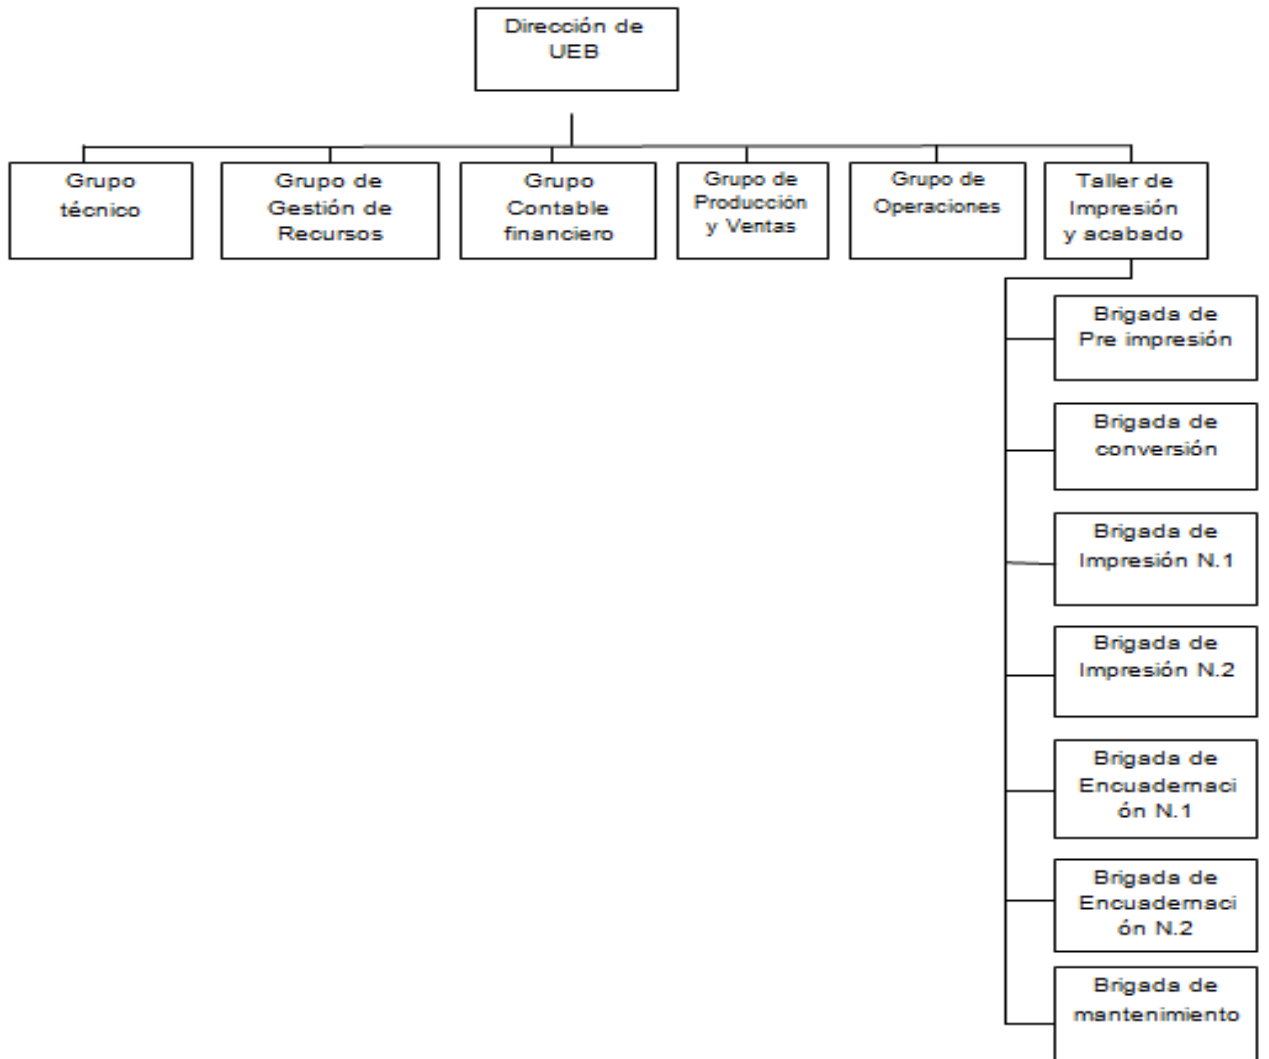 Dirección de
UEB
Grupo
técnico
Grupo de
Gestión de
Recursos
Grupo
Contable
financiero
Grupo de
Producción
y Ventas
Grupo de
Operaciones
Taller de
Impresión
y acabado
Brigada de
Pre impresión
Brigada de
conversión
Brigada de
Impresión N.1
Brigada de
Impresión N.2
Brigada de
Encuadernaci
ón N.1
Brigada de
Encuadernaci
ón N.2
Brigada de
mantenimiento